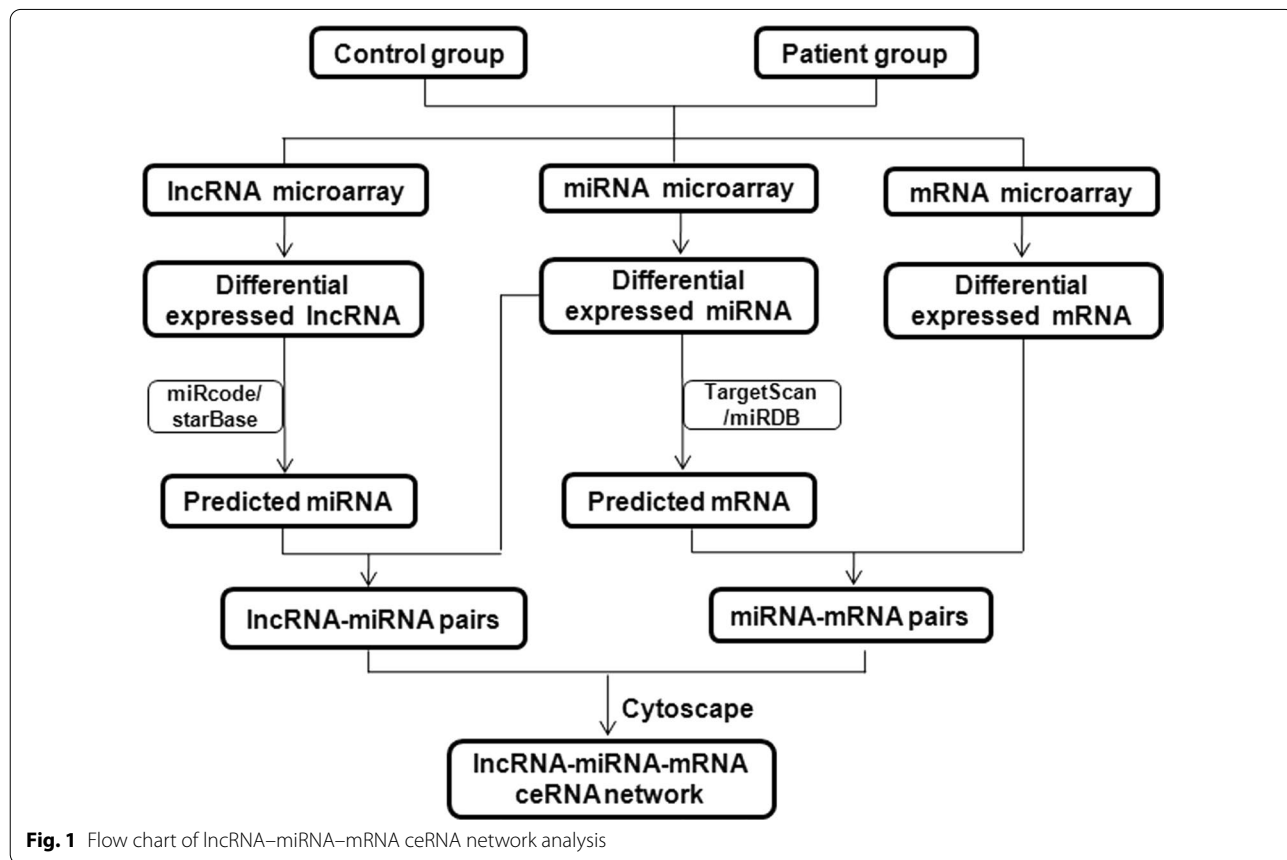 Control group
Patient group
lncRNA microarray
miRNA microarray
mRNA microarray
Differential
expressed lncRNA
Differential
expressed miRNA
Differential
expressed mRNA
miRcode/
starBase
TargetScan
/miRDB
Predicted miRNA
Predicted mRNA
lncRNA-miRNA pairs
miRNA-mRNA pairs
Cytoscape
lncRNA-miRNA-mRNA
ceRNA network
Fig. 1 Flow chart of lncRNA–miRNA–mRNA ceRNA network analysis